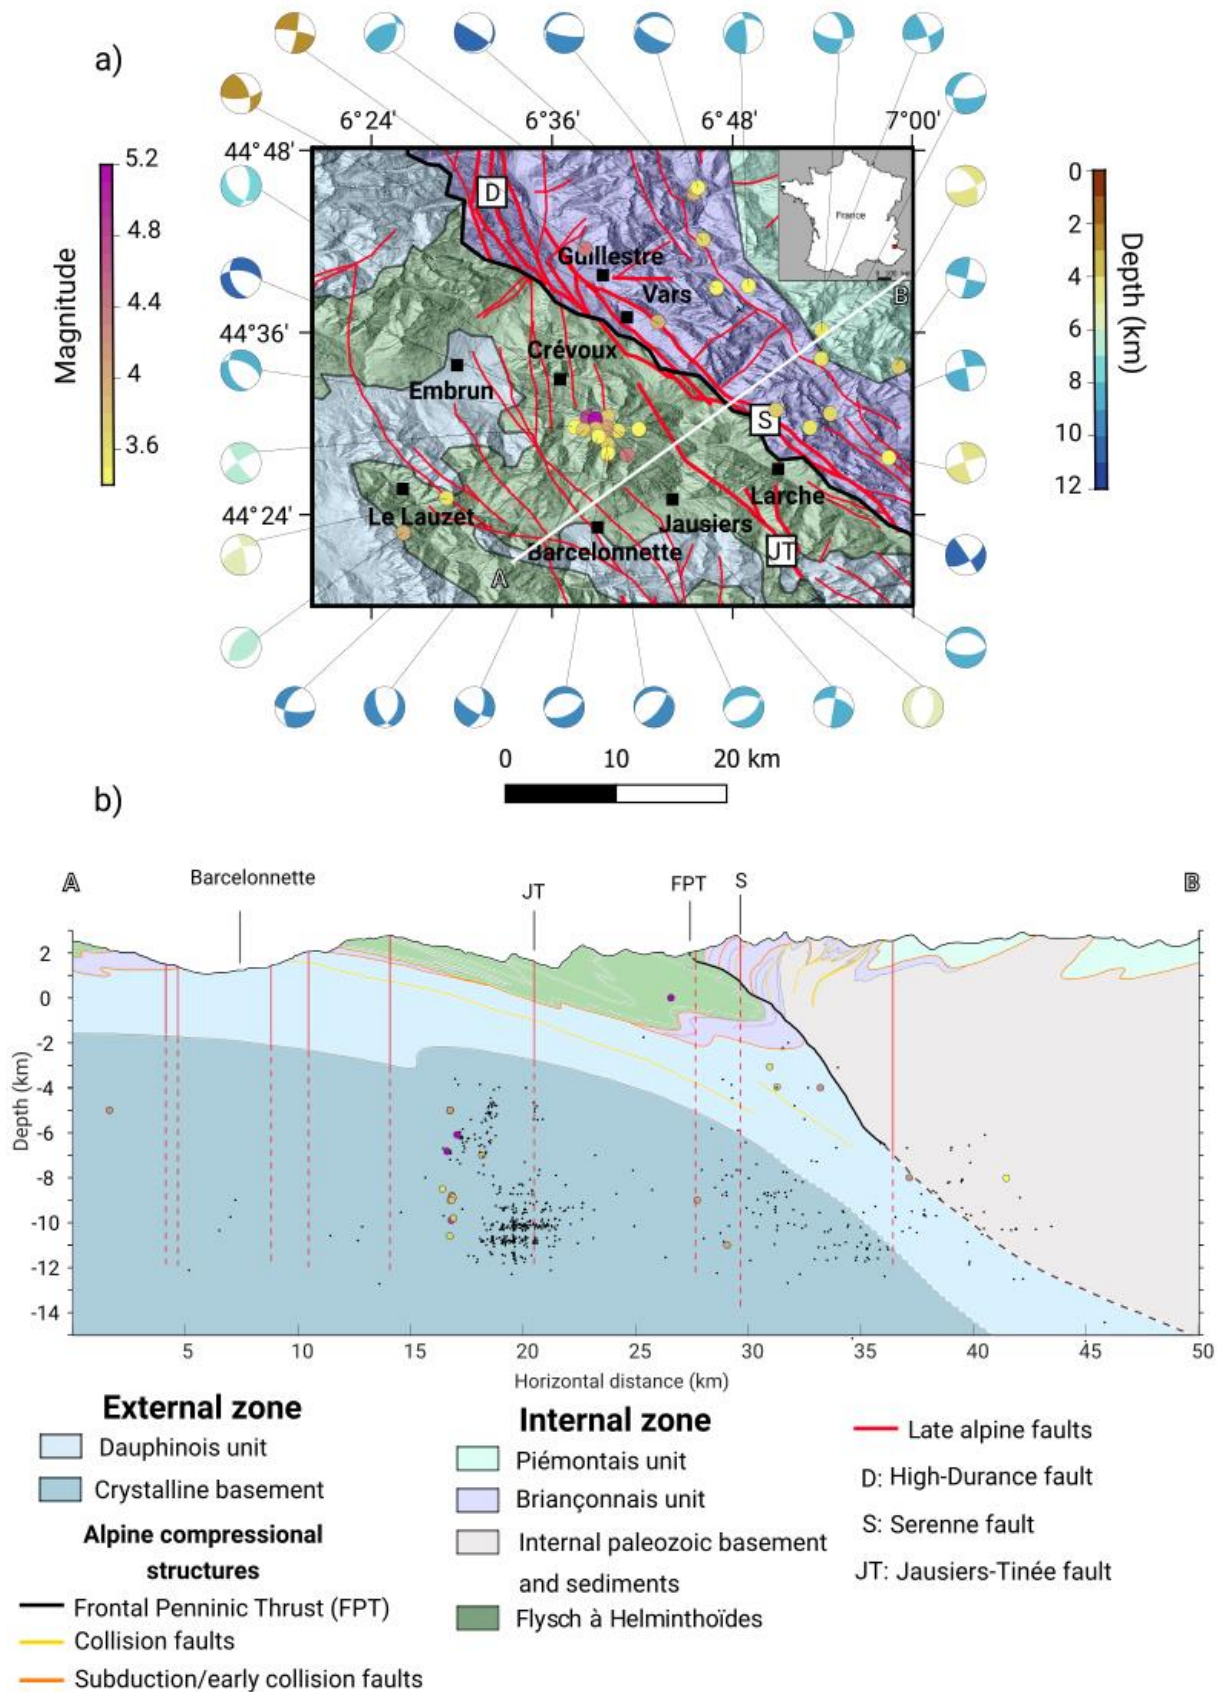 a)
6°24'
6°36'
6°48'
7°00'
44°48'
44°36'
44°24'
Magnitude
5.2
4.8
4.4
4
3.6
Depth (km)
0
2
4
6
8
10
12
D
France
Guillestre
Vars
B
Crévoux
Embrun
S
Larche
Le Lauzet
Jausiers
Barcelonnette
JT
A
0 10 20 km
b)
A
Barcelonnette
JT
FPT
S
B
Depth (km)
2
0
-2
-4
-6
-8
-10
-12
-14
5 10 15 20 25 30 35 40 45 50
Horizontal distance (km)
External zone
Dauphinois unit
Crystalline basement
Alpine compressional
structures
Frontal Penninic Thrust (FPT)
Collision faults
Subduction/early collision faults
Internal zone
Piémontais unit
Briançonnais unit
Internal paleozoic basement
and sediments
Flysch à Helminthoïdes
Late alpine faults
D: High-Durance fault
S: Serenne fault
JT: Jausiers-Tinée fault